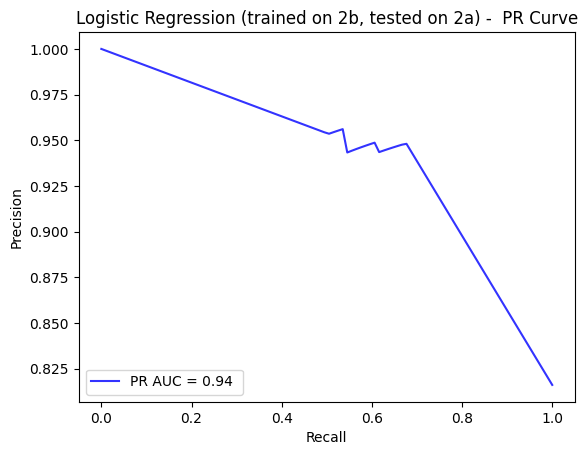 Logistic Regression (trained on 2b, tested on 2a) -  PR Curve
1.000
0.975
0.950
0.925
0.900
0.875
0.850
0.825
Precision
PR AUC = 0.94
0.0 0.2 0.4 0.6 0.8 1.0
Recall